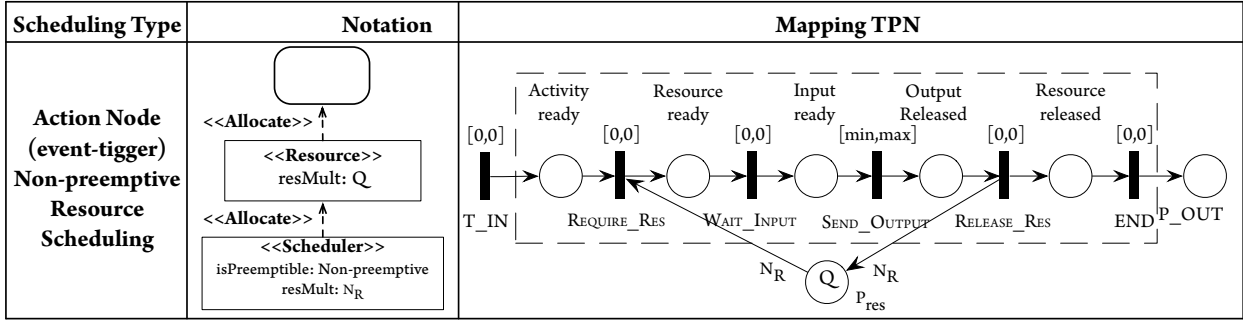 Scheduling Type
Notation
Mapping TPN
Action Node
(event-tigger)
Non-preemptive
Resource
Scheduling
<<Allocate>>
<<Resource>>
resMult: Q
<<Allocate>>
<<Scheduler>>
isPreemptible: Non-preemptive
resMult: NR
Activity
ready
Resource
ready
Input
ready
Output
Released
Resource
released
[0,0]
[0,0]
[0,0]
[min,max]
[0,0]
[0,0]
T_IN
REQUIRE_RES
WAIT_INPUT
SEND_OUTPUT
RELEASE_RES
END
P_OUT
NR
Q
NR
Pres